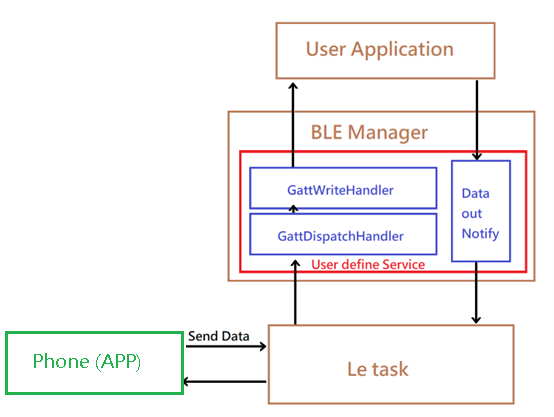 User Application
BLE Manager
GattWriteHandler
GattDispatchHandler
Data
out
Notify
User define Service
Send Data
Phone (APP)
Le task